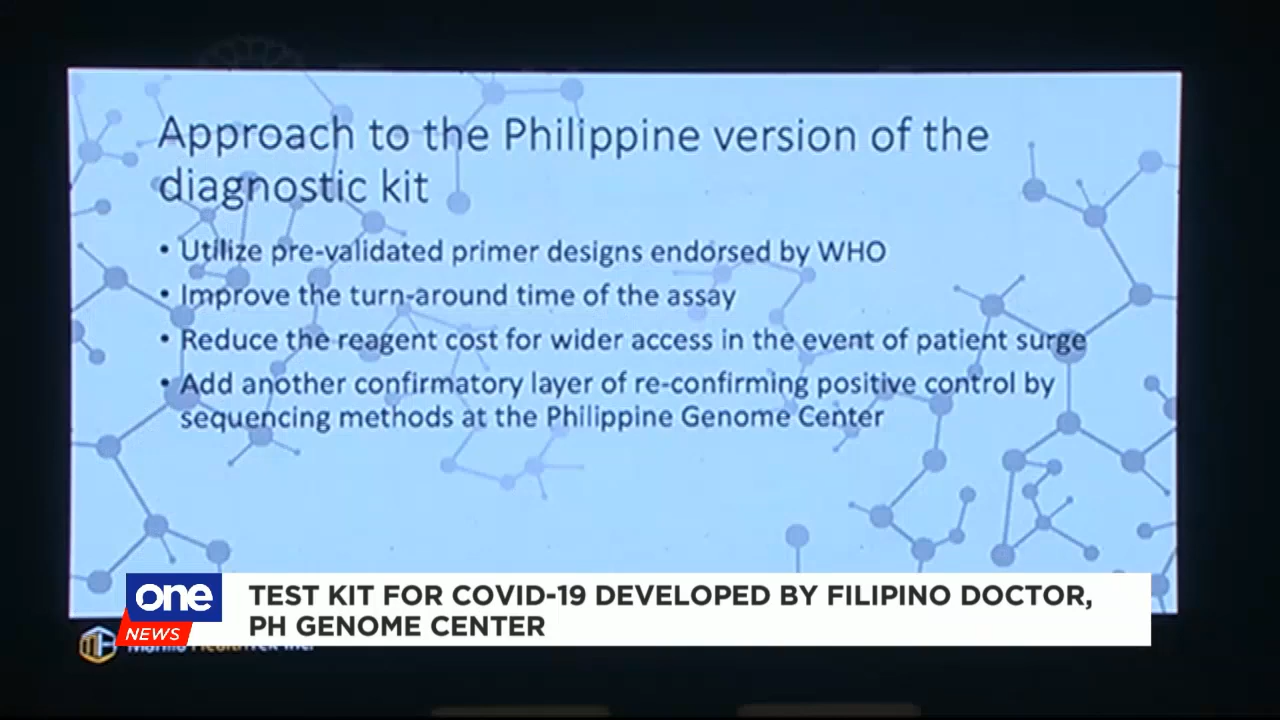 Approach to the Philippine version of the
diagnostic kit
• Utilize pre-validated primer designs endorsed by WHO
• Improve the turn-around time of the assay
• Reduce the reagent cost for wider access in the event of patient surge
• Add another confirmatory layer of re-confirming positive control by
sequencing methods at the Philippine Genome Center
one
NEWS
TEST KIT FOR COVID-19 DEVELOPED BY FILIPINO DOCTOR,
PH GENOME CENTER